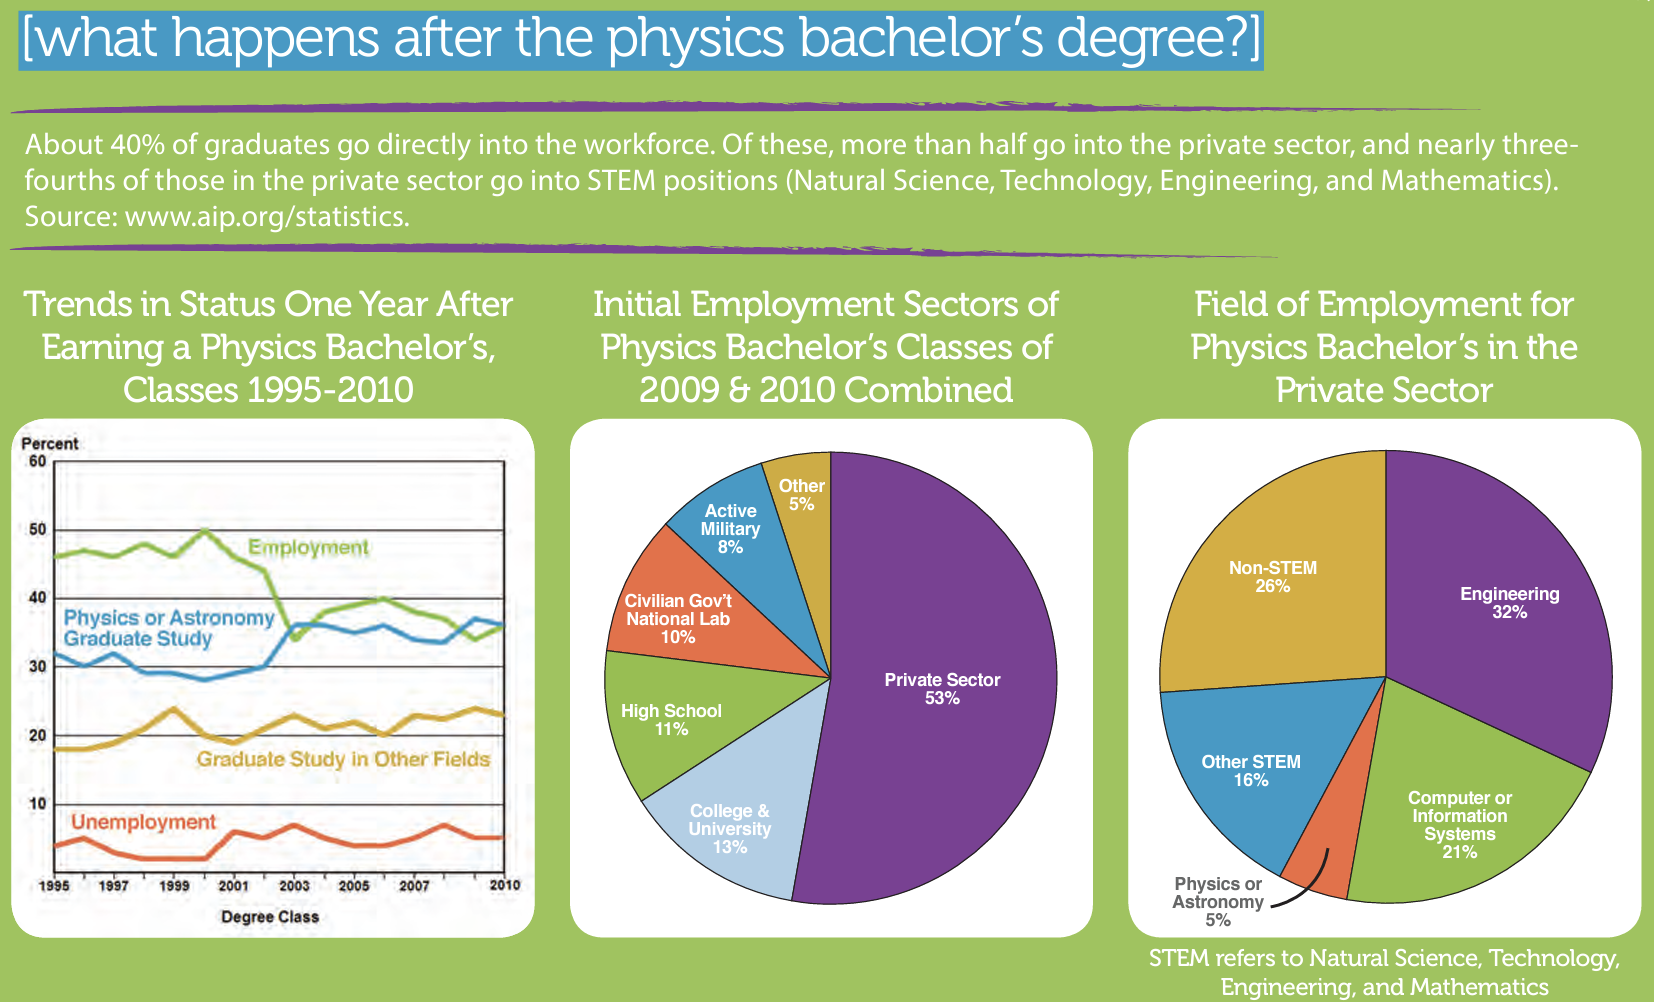 [what happens after the physics bachelor's degree?]
About 40% of graduates go directly into the workforce. Of these, more than half go into the private sector, and nearly three-
fourths of those in the private sector go into STEM positions (Natural Science, Technology, Engineering, and Mathematics).
Source: www.aip.org/statistics.
Trends in Status One Year After
Earning a Physics Bachelor's,
Classes 1995-2010
Percent
60
50
Employment
40
Physics or Astronomy
Graduate Study
30
20
Graduate Study in Other Fields
10
Unemployment
1995 1997 1999 2001 2003 2005 2007 2010
Degree Class
Initial Employment Sectors of
Physics Bachelor's Classes of
2009 & 2010 Combined
Other
5%
Active
Military
8%
Civilian Gov't
National Lab
10%
Private Sector
53%
High School
11%
College &
University
13%
Field of Employment for
Physics Bachelor's in the
Private Sector
Non-STEM
26%
Engineering
32%
Other STEM
16%
Computer or
Information
Systems
21%
Physics or
Astronomy
5%
STEM refers to Natural Science, Technology,
Engineering, and Mathematics